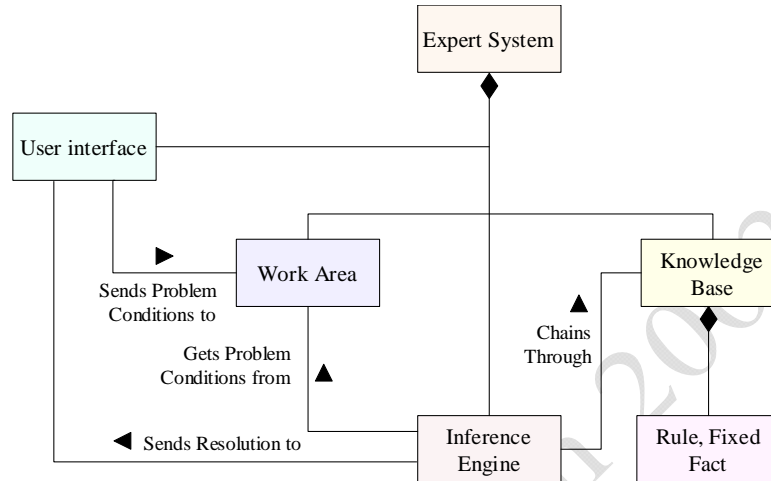 Expert System
User interface
Work Area
Knowledge
Base
Sends Problem
Conditions to
Chains
Through
Gets Problem
Conditions from
Sends Resolution to
Inference
Engine
Rule, Fixed
Fact